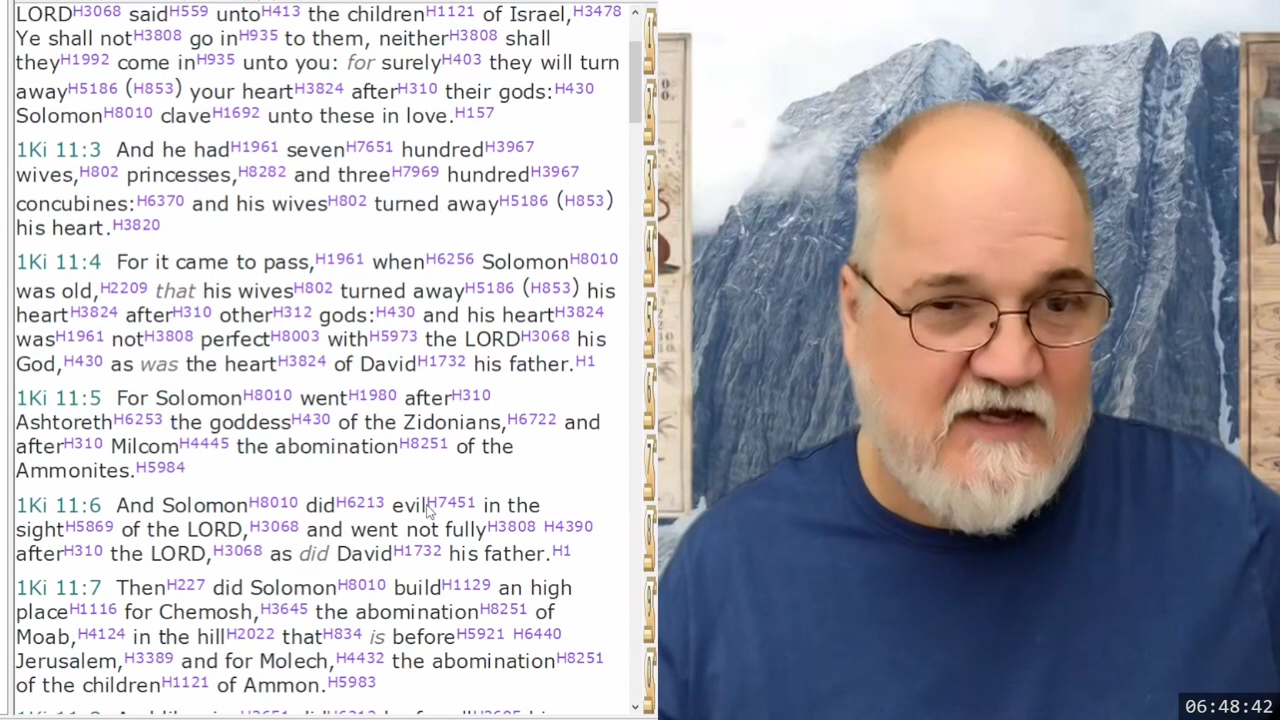 LORDH3068 saidH559 untoH413 the childrenH1121 of Israel,H3478
Ye shall notH3808 go inH935 to them, neitherH3808 shall
theyH1992 come inH935 unto you: for surelyH403 they will turn
awayH5186 (H853) your heartH3824 afterH310 their gods:H430
SolomonH8010 claveH1692 unto these in love.H157
1Ki 11:3 And he hadH1961 sevenH7651 hundredH3967
wives,H802 princesses,H8282 and threeH7969 hundredH3967
concubines:H6370 and his wivesH802 turned awayH5186 (H853)
his heart.H3820
1Ki 11:4 For it came to pass,H1961 whenH6256 SolomonH8010
was old,H2209 that his wivesH802 turned awayH5186 (H853) his
heartH3824 afterH310 otherH312 gods:H430 and his heartH3824
wasH1961 notH3808 perfectH8003 withH5973 the LORDH3068 his
God,H430 as was the heartH3824 of DavidH1732 his father.H1
1Ki 11:5 For SolomonH8010 wentH1980 afterH310
AshtorethH6253 the goddessH430 of the Zidonians,H6722 and
afterH310 MilcomH4445 the abominationH8251 of the
Ammonites.H5984
1Ki 11:6 And SolomonH8010 didH6213 evilH7451 in the
sightH5869 of the LORD,H3068 and went not fullyH3808 H4390
afterH310 the LORD,H3068 as did DavidH1732 his father.H1
1Ki 11:7 ThenH227 did SolomonH8010 buildH1129 an high
placeH1116 for Chemosh,H3645 the abominationH8251 of
Moab,H4124 in the hillH2022 thatH834 is beforeH5921 H6440
Jerusalem,H3389 and for Molech,H4432 the abominationH8251
of the childrenH1121 of Ammon.H5983
06:48:42